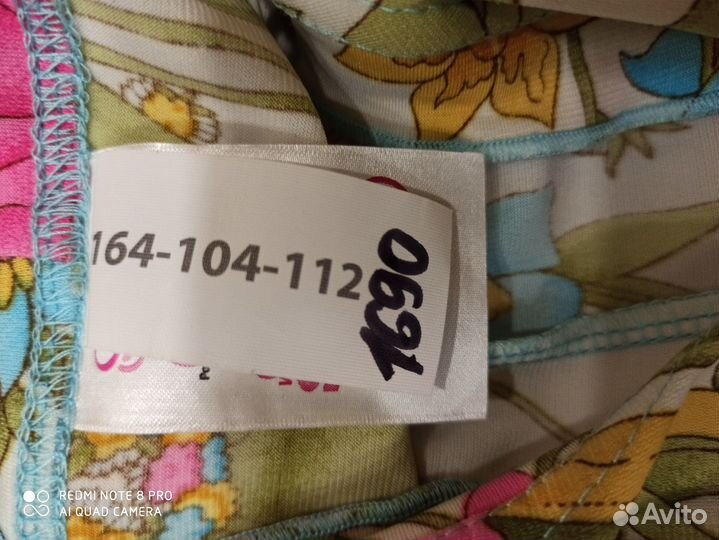 164-104-112
1690
REDMI NOTE 8 PRO
AI QUAD CAMERA
Avito